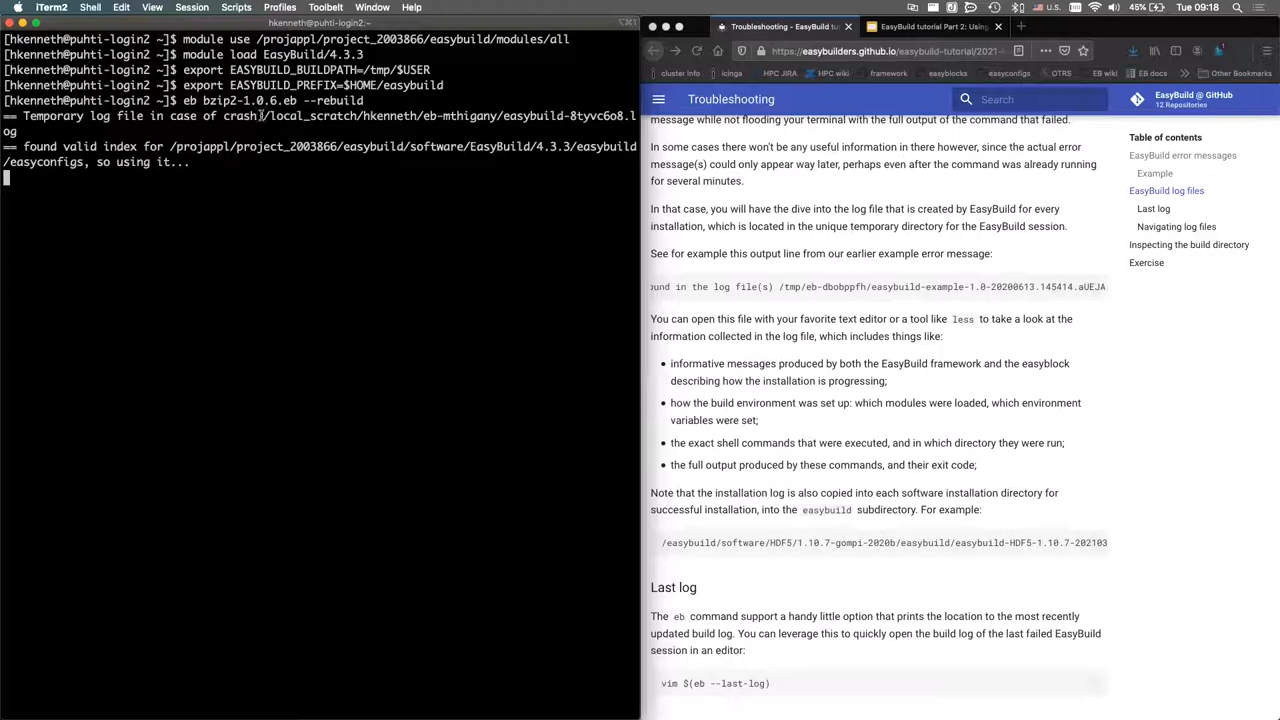 iTerm2 Shell Edit View Session Scripts Profiles Toolbelt Window Help
U.S. 45% Tue 09:18
hkenneth@puhti-login2:~
[hkenneth@puhti-login2 ~]$ module use /projappl/project_2003866/easybuild/modules/all
[hkenneth@puhti-login2 ~]$ module load EasyBuild/4.3.3
[hkenneth@puhti-login2 ~]$ export EASYBUILD_BUILDPATH=/tmp/$USER
[hkenneth@puhti-login2 ~]$ export EASYBUILD_PREFIX=$HOME/easybuild
[hkenneth@puhti-login2 ~]$ eb bzip2-1.0.6.eb --rebuild
== Temporary log file in case of crash /local_scratch/hkenneth/eb-mthigany/easybuild-8tyvc6o8.l
og
== found valid index for /projappl/project_2003866/easybuild/software/EasyBuild/4.3.3/easybuild
/easyconfigs, so using it...
Troubleshooting - EasyBuild tu
EasyBuild tutorial Part 2: Using
https://easybuilders.github.io/easybuild-tutorial/2021-
cluster info HPC JIRA HPC wiki framework easyblocks easyconfigs OTRS EB wiki EB docs Other Bookmarks
Troubleshooting
Search
EasyBuild @ GitHub
12 Repositories
message while not flooding your terminal with the full output of the command that failed.
In some cases there won't be any useful information in there however, since the actual error
message(s) could only appear way later, perhaps even after the command was already running
for several minutes.
In that case, you will have the dive into the log file that is created by EasyBuild for every
installation, which is located in the unique temporary directory for the EasyBuild session.
See for example this output line from our earlier example error message:
ound in the log file(s) /tmp/eb-dbobppfh/easybuild-example-1.0-20200613.145414.aUEJA
You can open this file with your favorite text editor or a tool like less to take a look at the
information collected in the log file, which includes things like:
informative messages produced by both the EasyBuild framework and the easyblock
describing how the installation is progressing;
how the build environment was set up: which modules were loaded, which environment
variables were set;
the exact shell commands that were executed, and in which directory they were run;
the full output produced by these commands, and their exit code;
Note that the installation log is also copied into each software installation directory for
successful installation, into the easybuild subdirectory. For example:
/easybuild/software/HDF5/1.10.7-gompi-2020b/easybuild/easybuild-HDF5-1.10.7-202103
Last log
The eb command support a handy little option that prints the location to the most recently
updated build log. You can leverage this to quickly open the build log of the last failed EasyBuild
session in an editor:
vim $(eb --last-log)
Table of contents
EasyBuild error messages
Example
EasyBuild log files
Last log
Navigating log files
Inspecting the build directory
Exercise